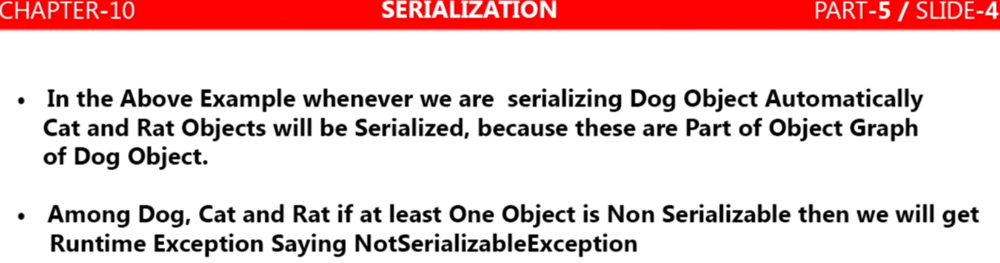 CHAPTER-10 SERIALIZATION PART-5 / SLIDE-4
• In the Above Example whenever we are serializing Dog Object Automatically
Cat and Rat Objects will be Serialized, because these are Part of Object Graph
of Dog Object.
• Among Dog, Cat and Rat if at least One Object is Non Serializable then we will get
Runtime Exception Saying NotSerializableException